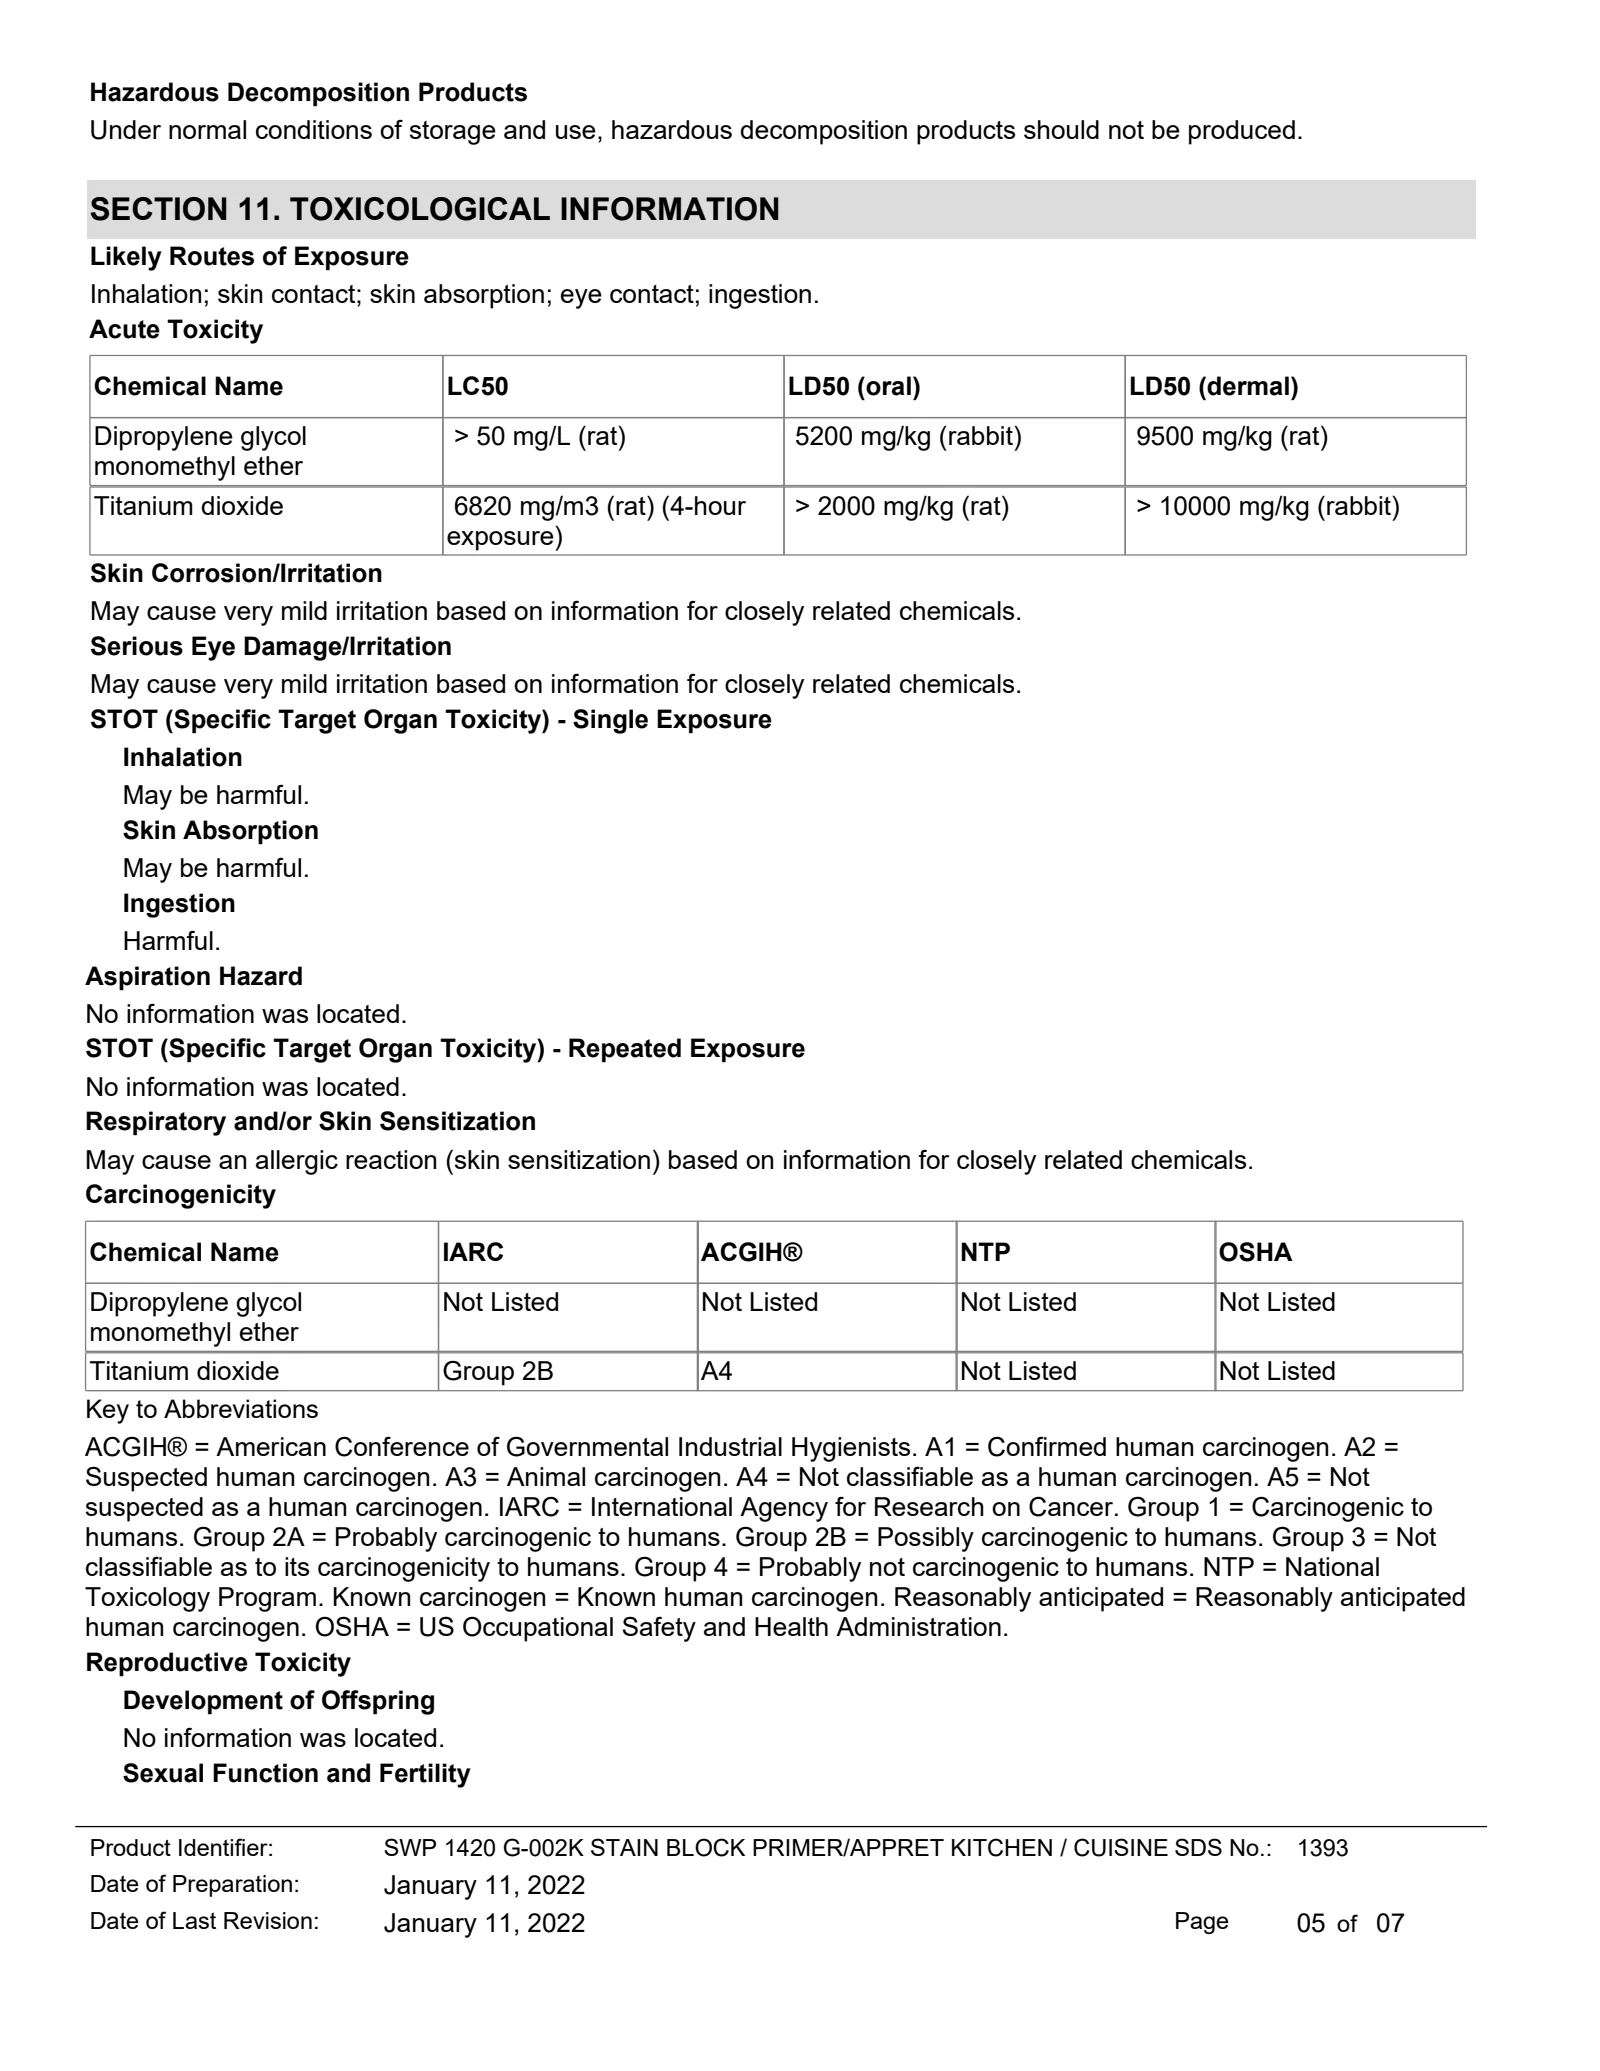 Hazardous Decomposition Products
Under normal conditions of storage and use, hazardous decomposition products should not be produced.
SECTION 11. TOXICOLOGICAL INFORMATION
Likely Routes of Exposure
Inhalation; skin contact; skin absorption; eye contact; ingestion.
Acute Toxicity
Chemical Name LC50 LD50 (oral) LD50 (dermal)
Dipropylene glycol > 50 mg/L (rat) 5200 mg/kg (rabbit) 9500 mg/kg (rat)
monomethyl ether
Titanium dioxide 6820 mg/m3 (rat) (4-hour > 2000 mg/kg (rat) > 10000 mg/kg (rabbit)
exposure)
Skin Corrosion/Irritation
May cause very mild irritation based on information for closely related chemicals.
Serious Eye Damage/Irritation
May cause very mild irritation based on information for closely related chemicals.
STOT (Specific Target Organ Toxicity) - Single Exposure
Inhalation
May be harmful.
Skin Absorption
May be harmful.
Ingestion
Harmful.
Aspiration Hazard
No information was located.
STOT (Specific Target Organ Toxicity) - Repeated Exposure
No information was located.
Respiratory and/or Skin Sensitization
May cause an allergic reaction (skin sensitization) based on information for closely related chemicals.
Carcinogenicity
Chemical Name IARC ACGIH® NTP OSHA
Dipropylene glycol Not Listed Not Listed Not Listed Not Listed
monomethyl ether
Titanium dioxide Group 2B A4 Not Listed Not Listed
Key to Abbreviations
ACGIH® = American Conference of Governmental Industrial Hygienists. A1 = Confirmed human carcinogen. A2 =
Suspected human carcinogen. A3 = Animal carcinogen. A4 = Not classifiable as a human carcinogen. A5 = Not
suspected as a human carcinogen. IARC = International Agency for Research on Cancer. Group 1 = Carcinogenic to
humans. Group 2A = Probably carcinogenic to humans. Group 2B = Possibly carcinogenic to humans. Group 3 = Not
classifiable as to its carcinogenicity to humans. Group 4 = Probably not carcinogenic to humans. NTP = National
Toxicology Program. Known carcinogen = Known human carcinogen. Reasonably anticipated = Reasonably anticipated
human carcinogen. OSHA = US Occupational Safety and Health Administration.
Reproductive Toxicity
Development of Offspring
No information was located.
Sexual Function and Fertility
Product Identifier: SWP 1420 G-002K STAIN BLOCK PRIMER/APPRET KITCHEN / CUISINE SDS No.: 1393
Date of Preparation: January 11, 2022
Date of Last Revision: January 11, 2022 Page 05 of 07